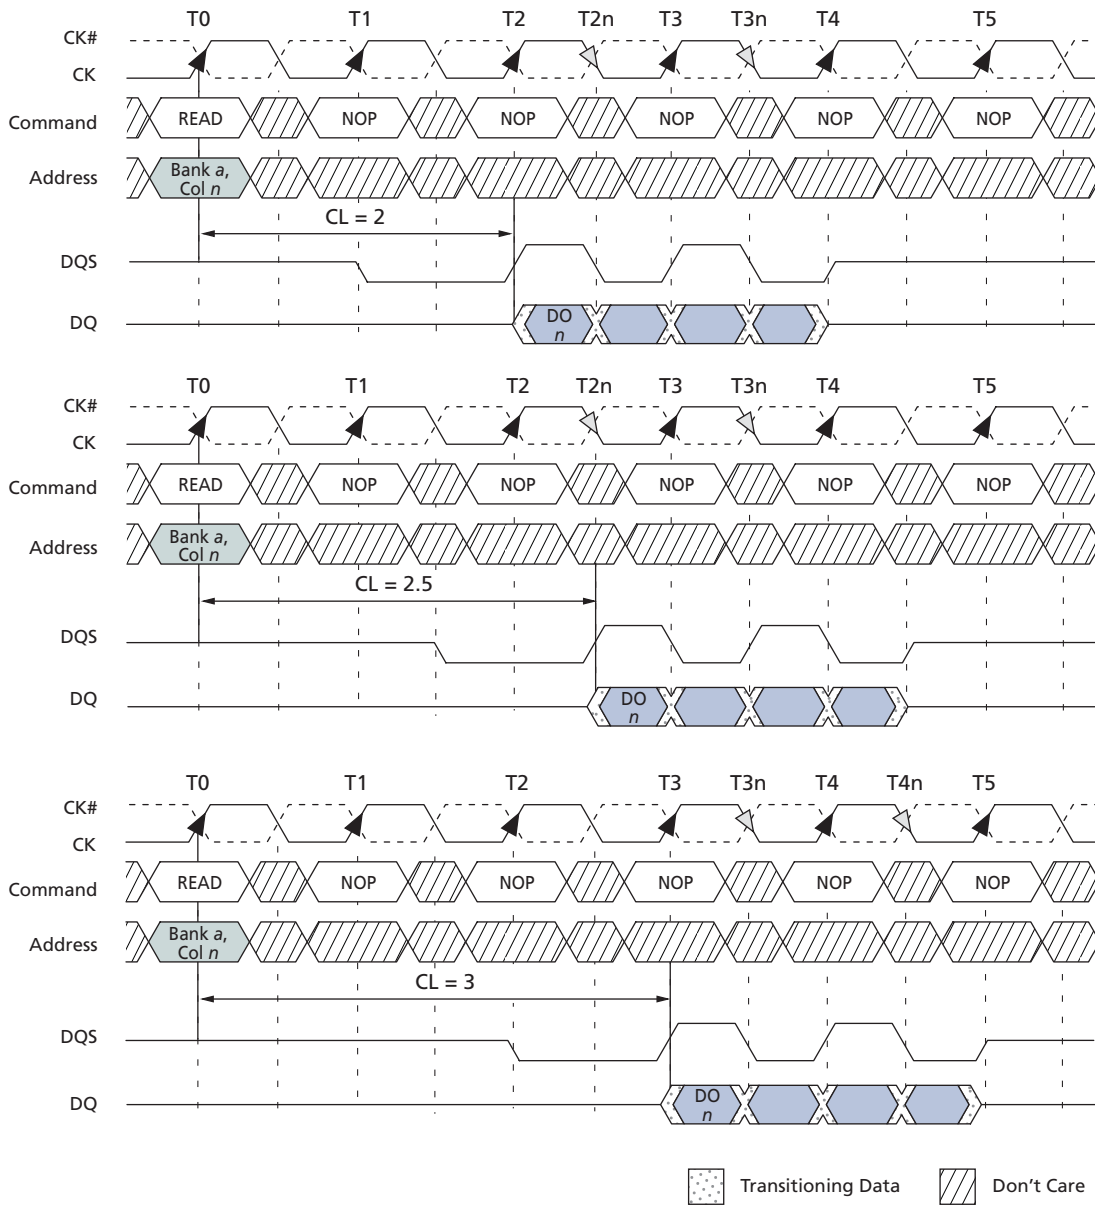 T0 T1 T2 T2n T3 T3n T4 T5
CK#
CK
Command READ NOP NOP NOP NOP NOP
Address Bank a,
Col n
CL = 2
DQS
DQ DO
n
T0 T1 T2 T2n T3 T3n T4 T5
CK#
CK
Command READ NOP NOP NOP NOP NOP
Address Bank a,
Col n
CL = 2.5
DQS
DQ DO
n
T0 T1 T2 T3 T3n T4 T4n T5
CK#
CK
Command READ NOP NOP NOP NOP NOP
Address Bank a,
Col n
CL = 3
DQS
DQ DO
n
Transitioning Data Don't Care